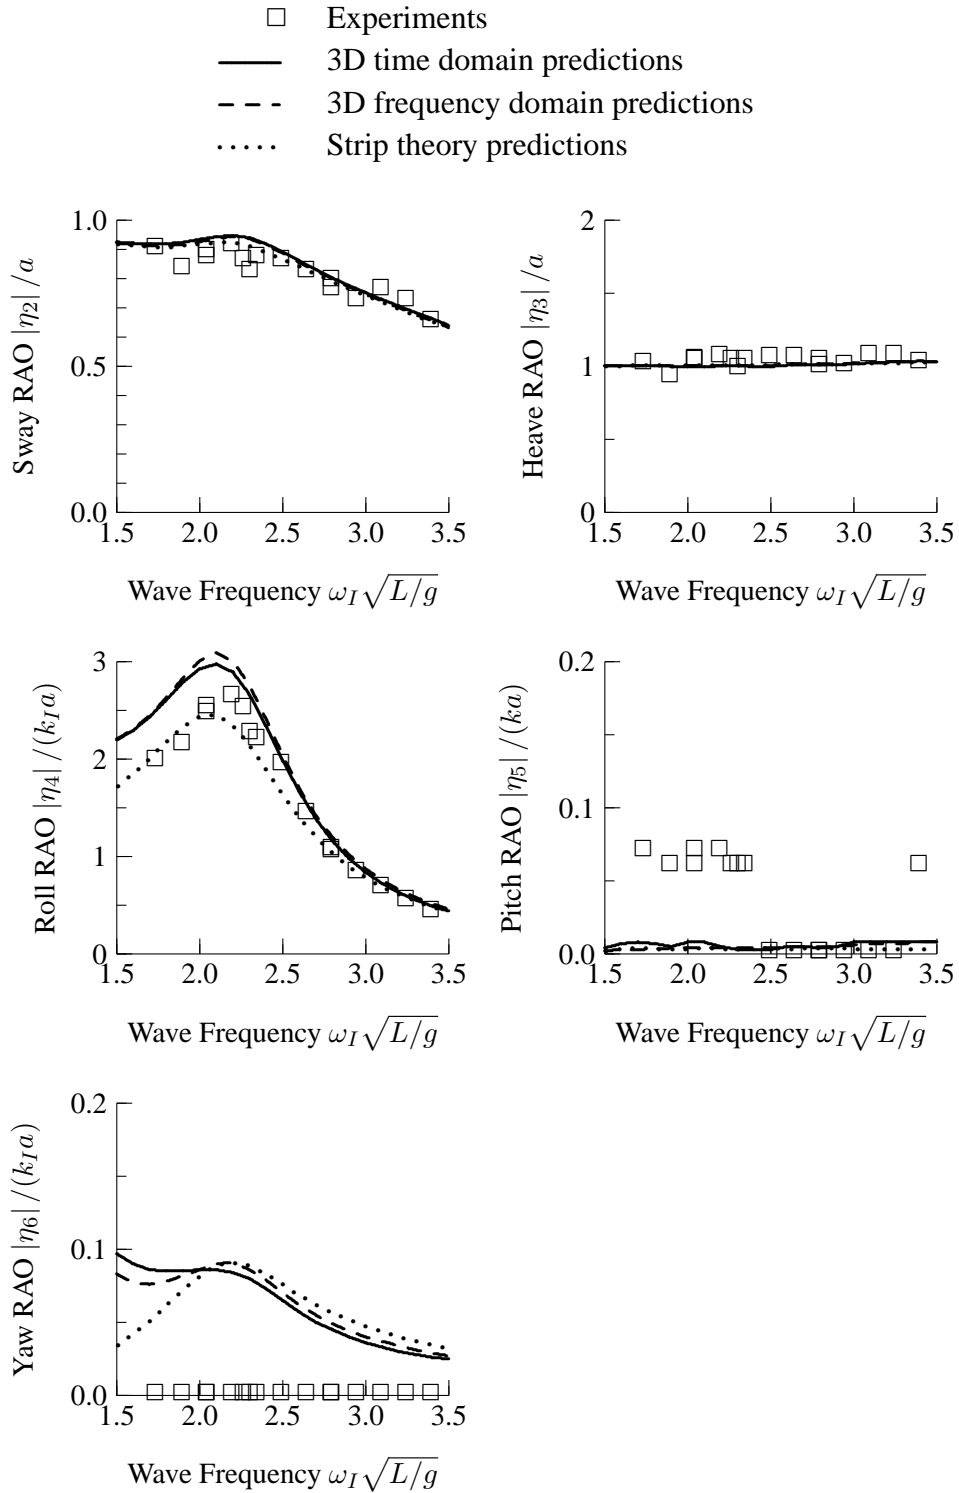 Experiments
3D time domain predictions
3D frequency domain predictions
Strip theory predictions
Sway RAO |η₂|/a
1.0
0.5
0.0
1.5 2.0 2.5 3.0 3.5
Wave Frequency ω_I√(L/g)
Heave RAO |η₃|/a
2
1
0
1.5 2.0 2.5 3.0 3.5
Wave Frequency ω_I√(L/g)
Roll RAO |η₄|/(k_I a)
3
2
1
0
1.5 2.0 2.5 3.0 3.5
Wave Frequency ω_I√(L/g)
Pitch RAO |η₅|/(ka)
0.2
0.1
0.0
1.5 2.0 2.5 3.0 3.5
Wave Frequency ω_I√(L/g)
Yaw RAO |η₆|/(k_I a)
0.2
0.1
0.0
1.5 2.0 2.5 3.0 3.5
Wave Frequency ω_I√(L/g)